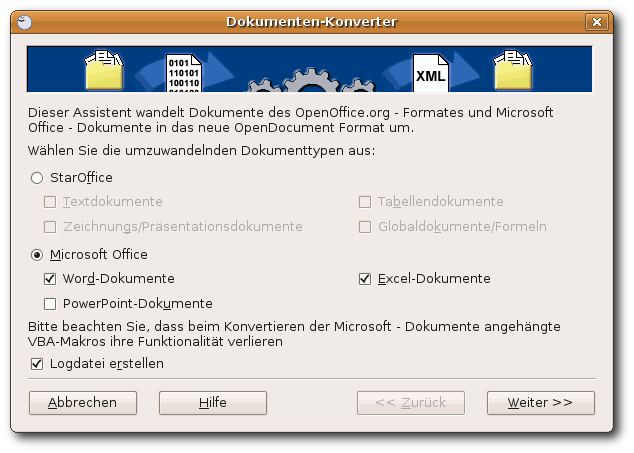 Dokumenten-Konverter
0101
110101
100110
010010
XML
Dieser Assistent wandelt Dokumente des OpenOffice.org - Formates und Microsoft
Office - Dokumente in das neue OpenDocument Format um.
Wählen Sie die umzuwandelnden Dokumenttypen aus:
StarOffice
Textdokumente
Tabellendokumente
Zeichnungs/Präsentationsdokumente
Globaldokumente/Formeln
Microsoft Office
Word-Dokumente
Excel-Dokumente
PowerPoint-Dokumente
Bitte beachten Sie, dass beim Konvertieren der Microsoft - Dokumente angehängte
VBA-Makros ihre Funktionalität verlieren
Logdatei erstellen
Abbrechen
Hilfe
<< Zurück
Weiter >>